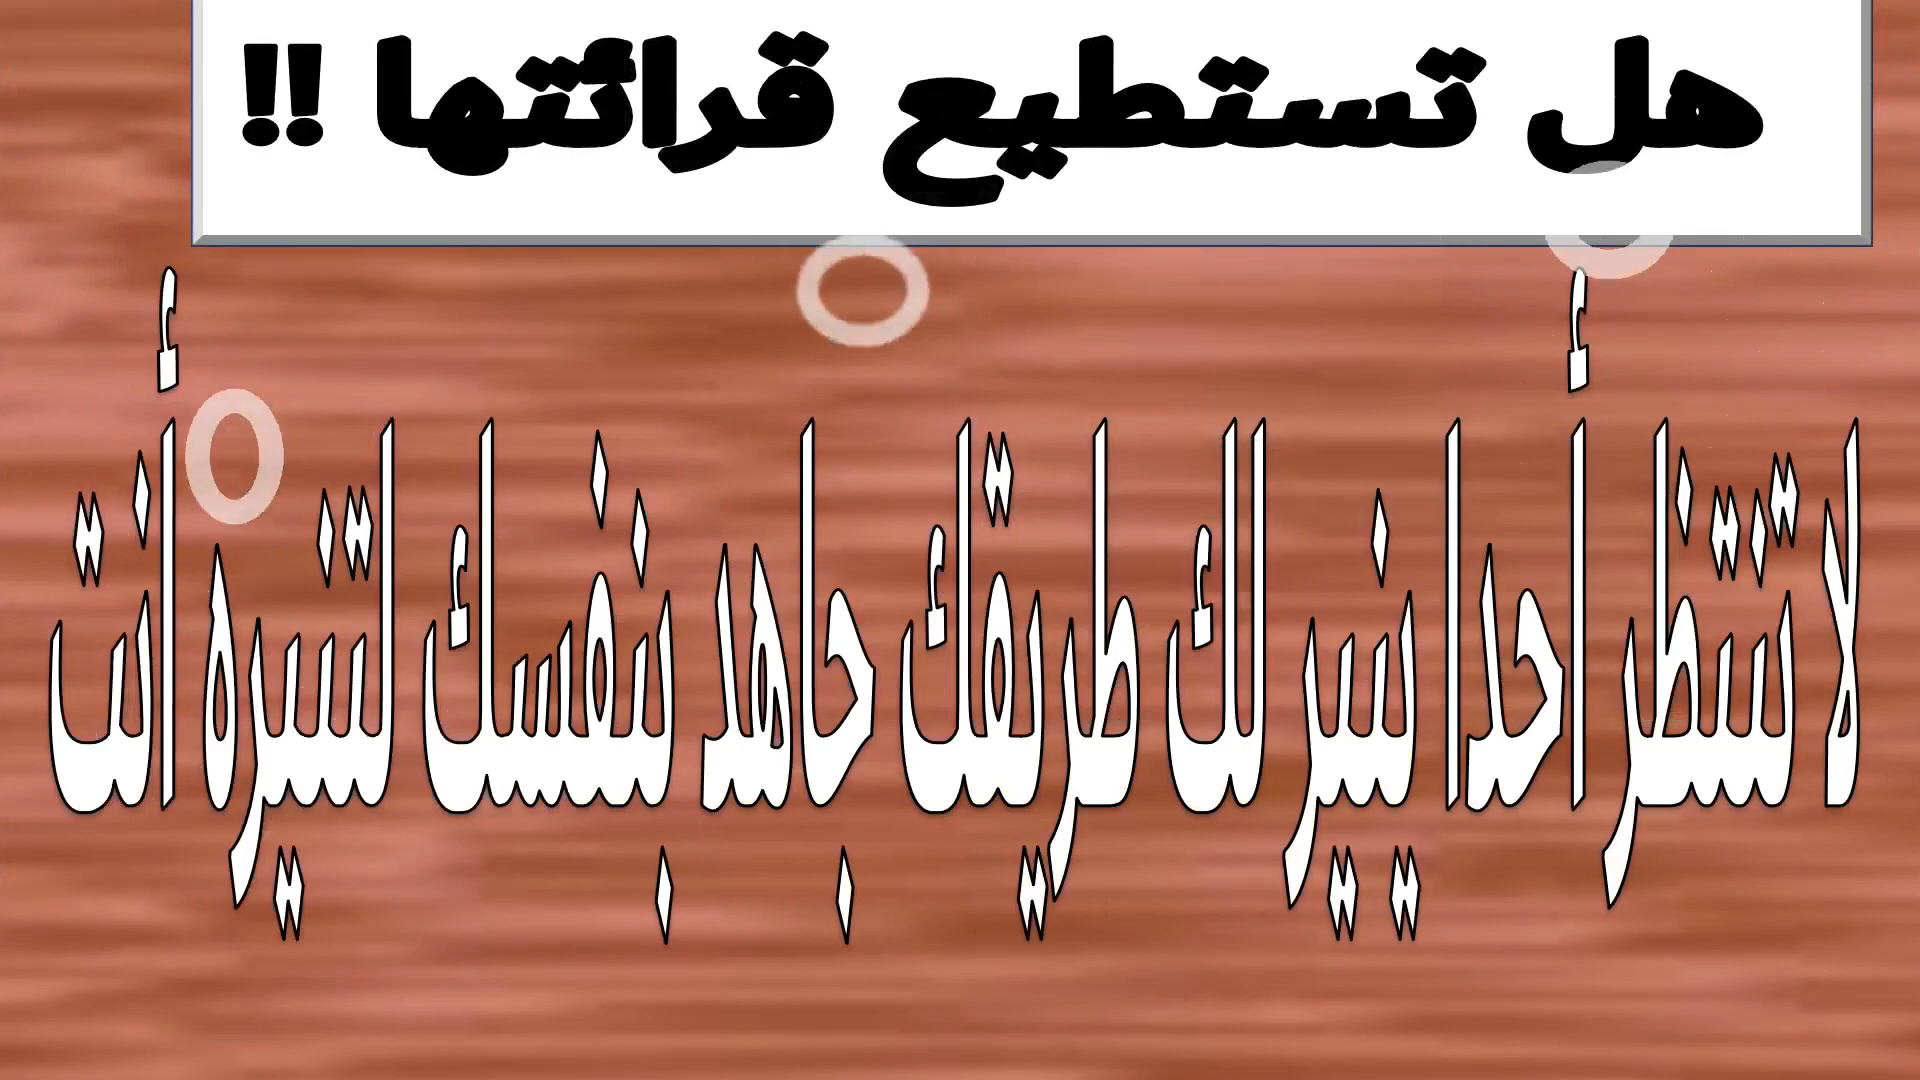 هل تستطيع قرائتها !!
لا تنتظر أحدا ينير لك طريقك جاهد بنفسك لتنيره أنت